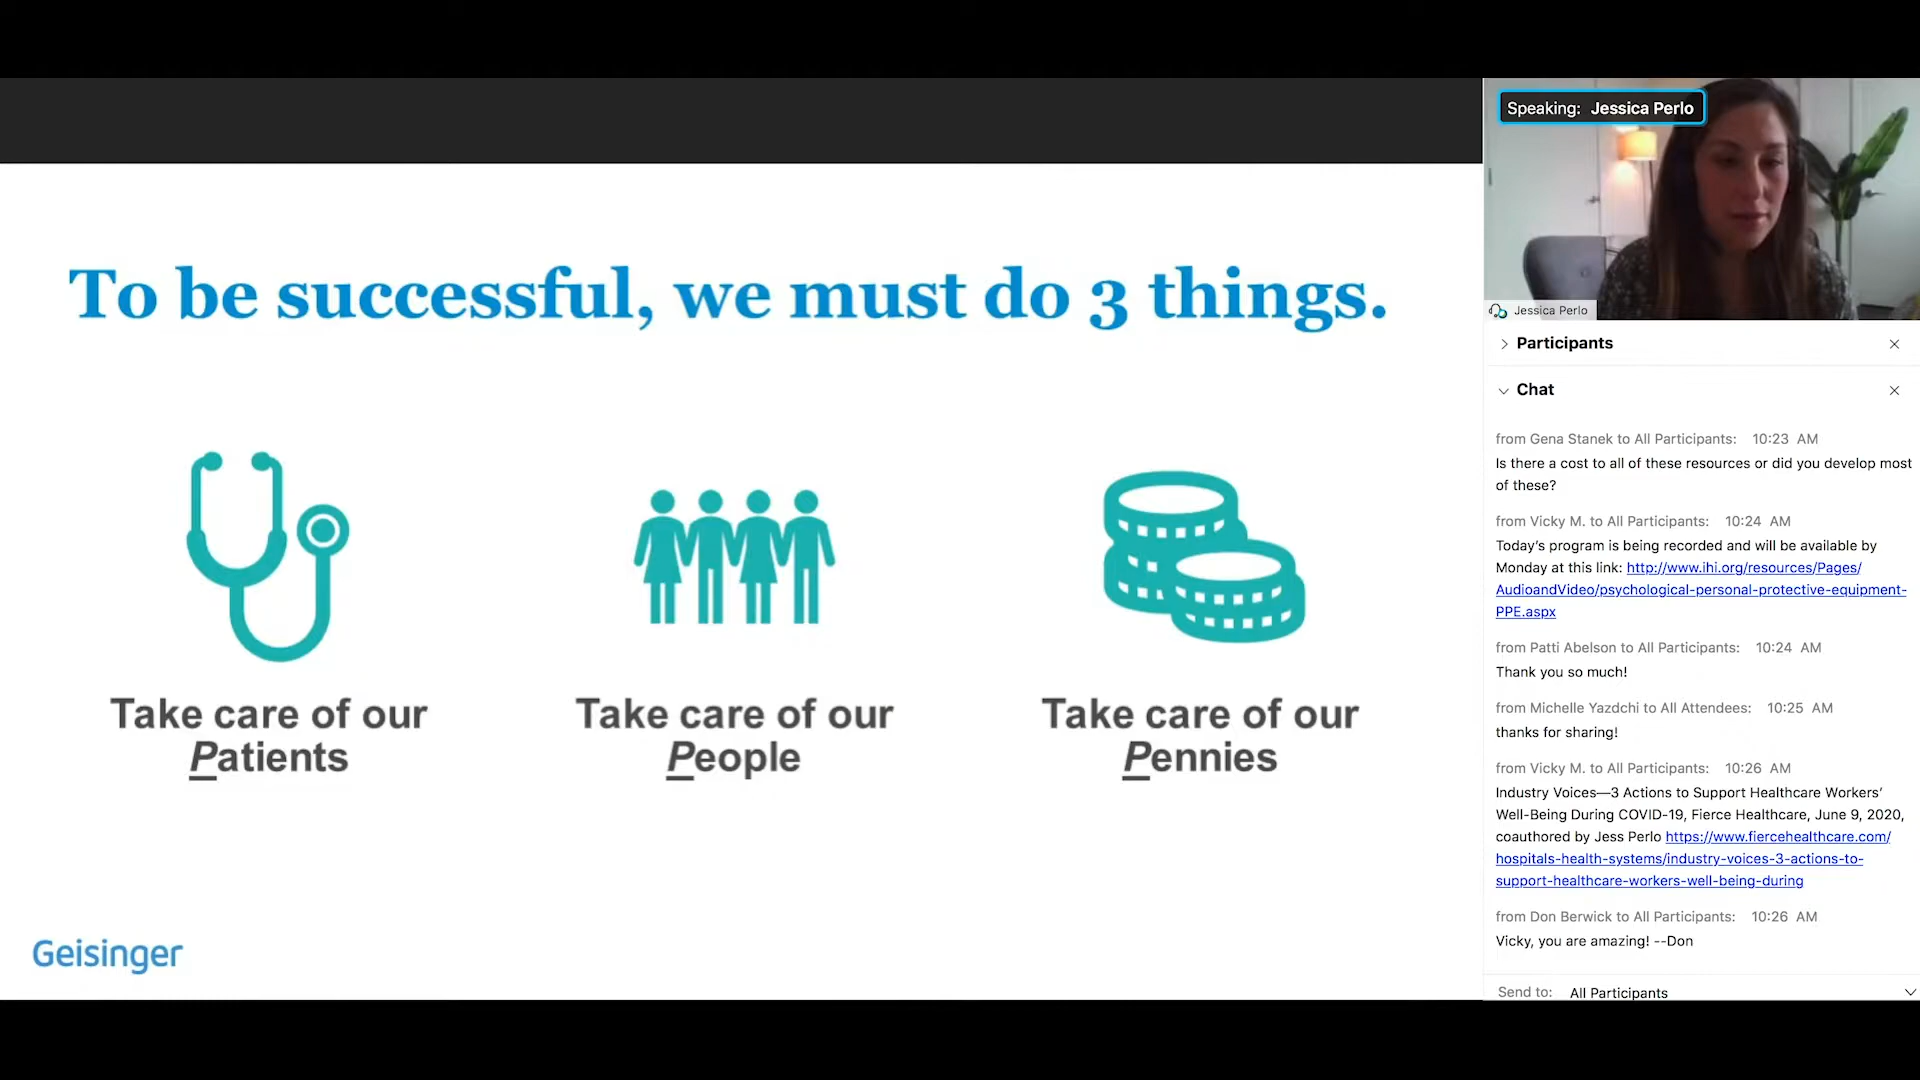 To be successful, we must do 3 things.
Take care of our
Patients
Take care of our
People
Take care of our
Pennies
Geisinger
Speaking: Jessica Perlo
Jessica Perlo
Participants
Chat
from Gena Stanek to All Participants: 10:23 AM
Is there a cost to all of these resources or did you develop most
of these?
from Vicky M. to All Participants: 10:24 AM
Today's program is being recorded and will be available by
Monday at this link: http://www.ihi.org/resources/Pages/
AudioandVideo/psychological-personal-protective-equipment-
PPE.aspx
from Patti Abelson to All Participants: 10:24 AM
Thank you so much!
from Michelle Yazdchi to All Attendees: 10:25 AM
thanks for sharing!
from Vicky M. to All Participants: 10:26 AM
Industry Voices—3 Actions to Support Healthcare Workers'
Well-Being During COVID-19, Fierce Healthcare, June 9, 2020,
coauthored by Jess Perlo https://www.fiercehealthcare.com/
hospitals-health-systems/industry-voices-3-actions-to-
support-healthcare-workers-well-being-during
from Don Berwick to All Participants: 10:26 AM
Vicky, you are amazing! --Don
Send to: All Participants